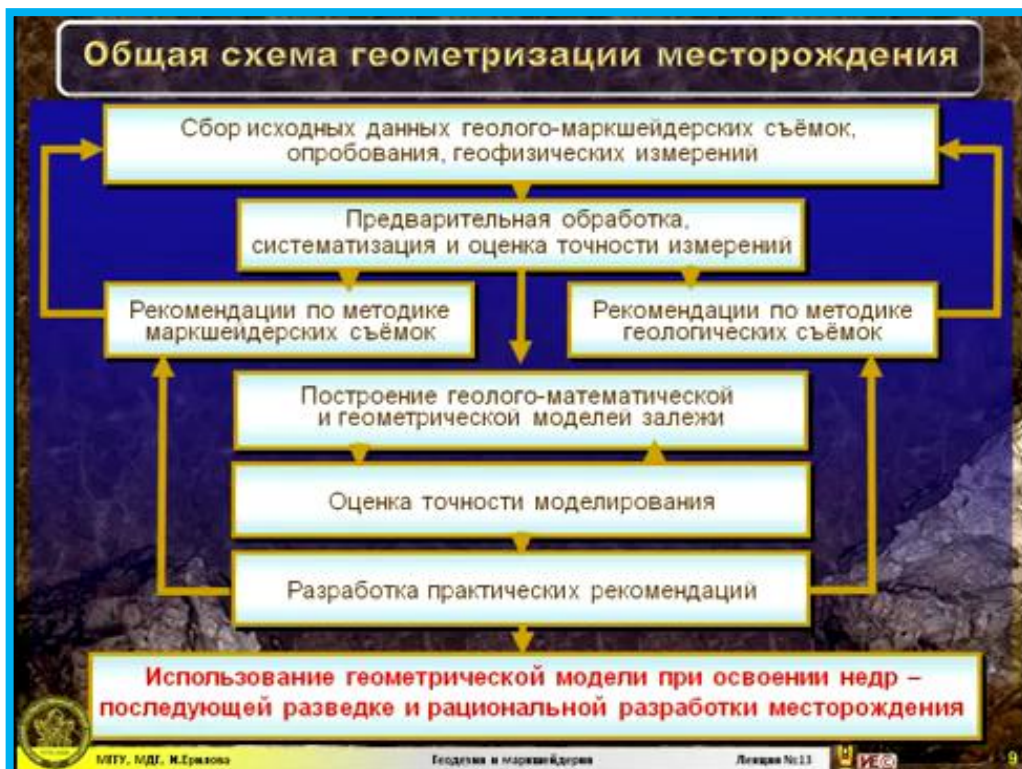 Общая схема геометризации месторождения
Сбор исходных данных геолого-маркшейдерских съёмок,
опробования, геофизических измерений
Предварительная обработка,
систематизация и оценка точности измерений
Рекомендации по методике
маркшейдерских съёмок
Рекомендации по методике
геологических съёмок
Построение геолого-математической
и геометрической моделей залежи
Оценка точности моделирования
Разработка практических рекомендаций
Использование геометрической модели при освоении недр –
последующей разведке и рациональной разработки месторождения
МГГУ, МДГ, И.Ерилова Геодезия и маркшейдерия Лекция №13 ИЕ© 9